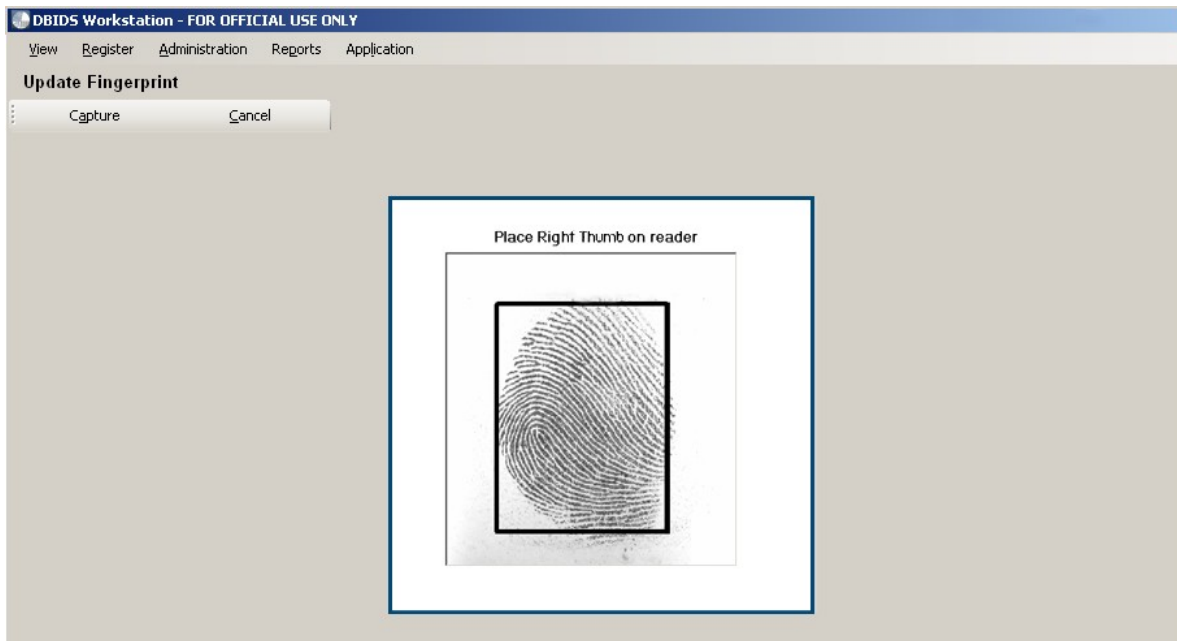 DBIDS Workstation - FOR OFFICIAL USE ONLY
View Register Administration Reports Application
Update Fingerprint
Capture Cancel
Place Right Thumb on reader